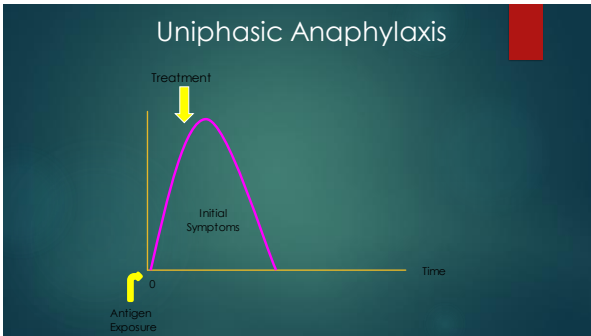 Uniphasic Anaphylaxis
Treatment
Initial
Symptoms
Time
0
Antigen
Exposure